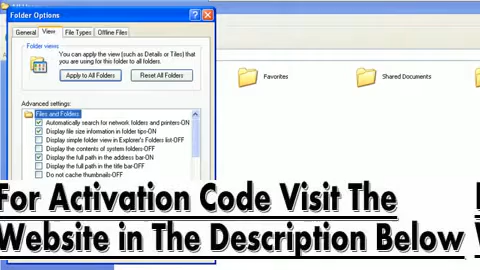 Folder Options
General
View
File Types
Offline Files
Folder views
You can apply the view (such as Details or Tiles) that
you are using for this folder to all folders.
Apply to All Folders
Reset All Folders
Advanced settings:
Files and Folders
Automatically search for network folders and printers-ON
Display file size information in folder tips-ON
Display simple folder view in Explorer's Folders list-OFF
Display the contents of system folders-OFF
Display the full path in the address bar-ON
Display the full path in the title bar-OFF
Do not cache thumbnails-OFF
Favorites
Shared Documents
For Activation Code Visit The
Website in The Description Below